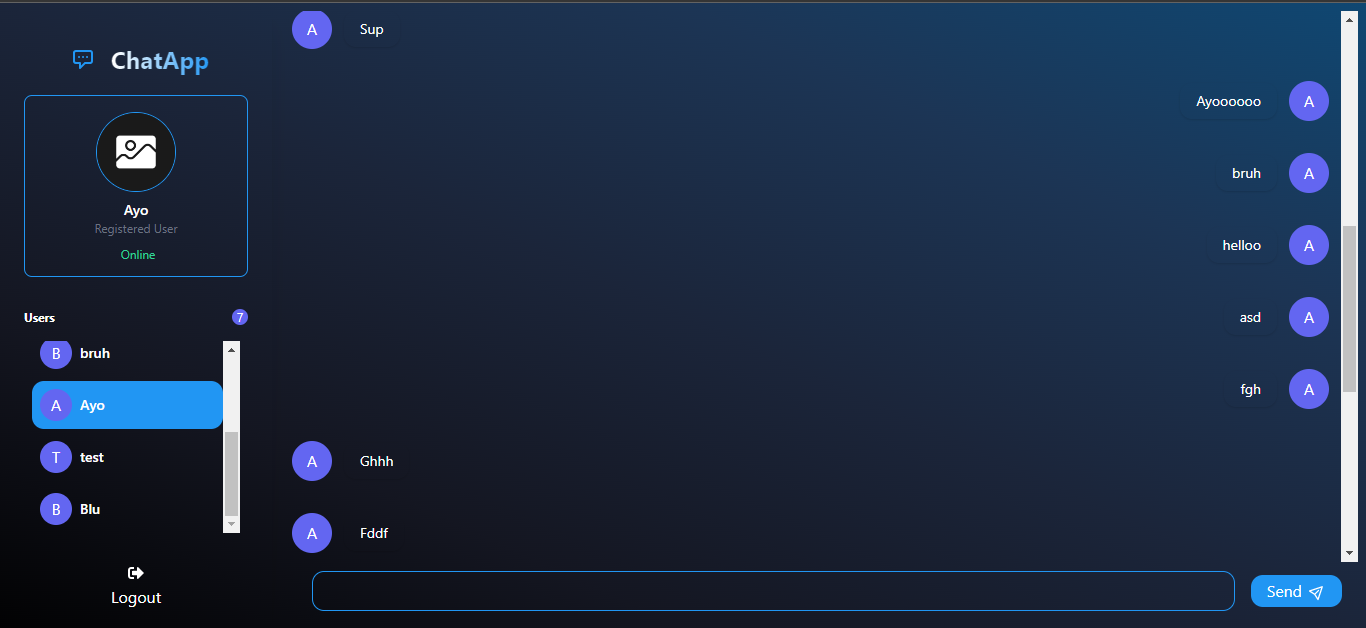 ChatApp
Ayo
Registered User
Online
Users 7
B bruh
A Ayo
T test
B Blu
Logout
A Sup
Ayoooooo A
bruh A
helloo A
asd A
fgh A
A Ghhh
A Fddf
Send